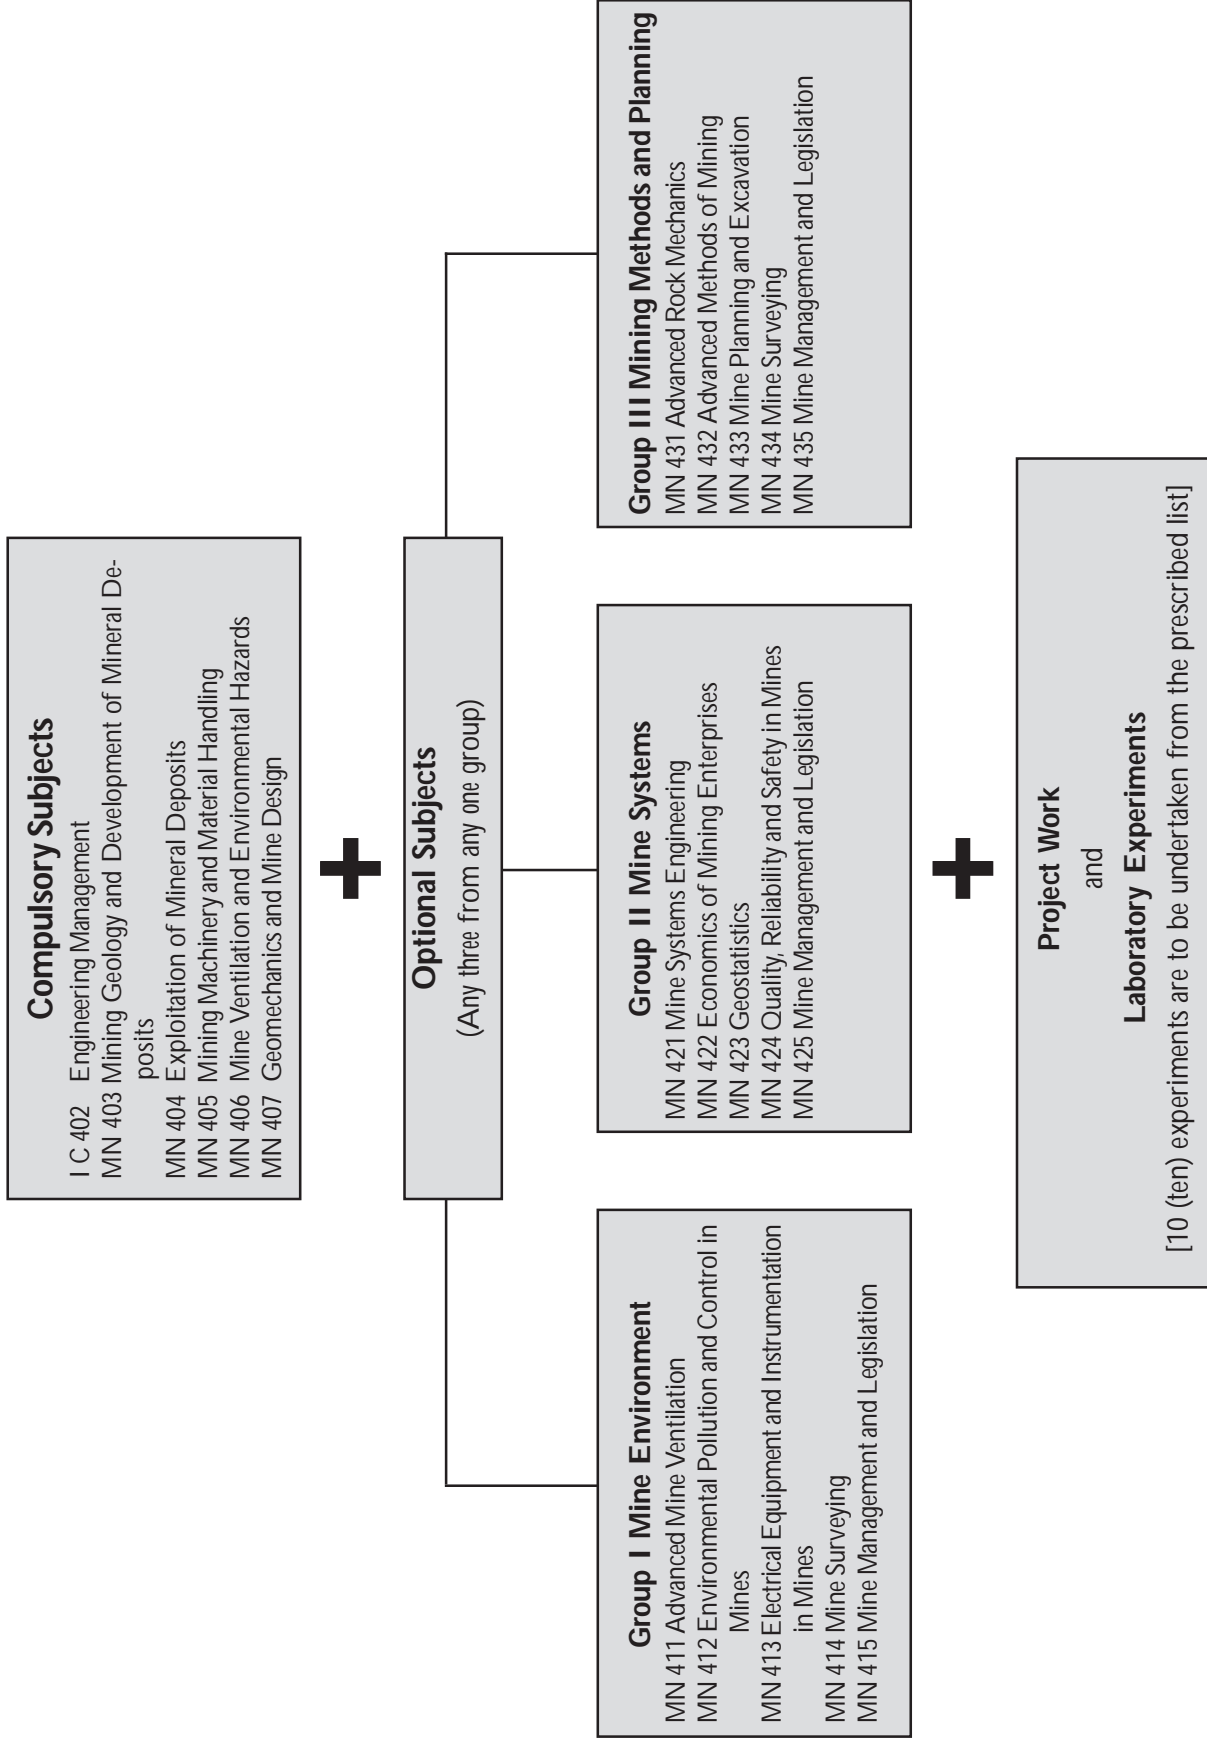 Compulsory Subjects
I C 402 Engineering Management
MN 403 Mining Geology and Development of Mineral De-
posits
MN 404 Exploitation of Mineral Deposits
MN 405 Mining Machinery and Material Handling
MN 406 Mine Ventilation and Environmental Hazards
MN 407 Geomechanics and Mine Design
+
Optional Subjects
(Any three from any one group)
Group I Mine Environment
MN 411 Advanced Mine Ventilation
MN 412 Environmental Pollution and Control in
Mines
MN 413 Electrical Equipment and Instrumentation
in Mines
MN 414 Mine Surveying
MN 415 Mine Management and Legislation
Group II Mine Systems
MN 421 Mine Systems Engineering
MN 422 Economics of Mining Enterprises
MN 423 Geostatistics
MN 424 Quality, Reliability and Safety in Mines
MN 425 Mine Management and Legislation
Group III Mining Methods and Planning
MN 431 Advanced Rock Mechanics
MN 432 Advanced Methods of Mining
MN 433 Mine Planning and Excavation
MN 434 Mine Surveying
MN 435 Mine Management and Legislation
+
Project Work
and
Laboratory Experiments
[10 (ten) experiments are to be undertaken from the prescribed list]